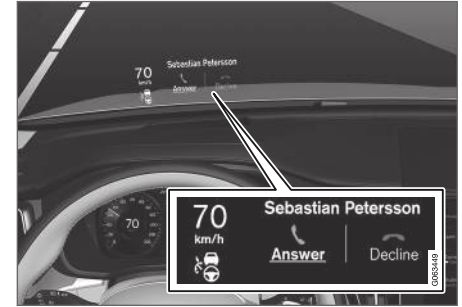 Sebastian Petersson
70
km/h
Answer
Decline
70
70
km/h
Sebastian Petersson
Answer
Decline
G063449